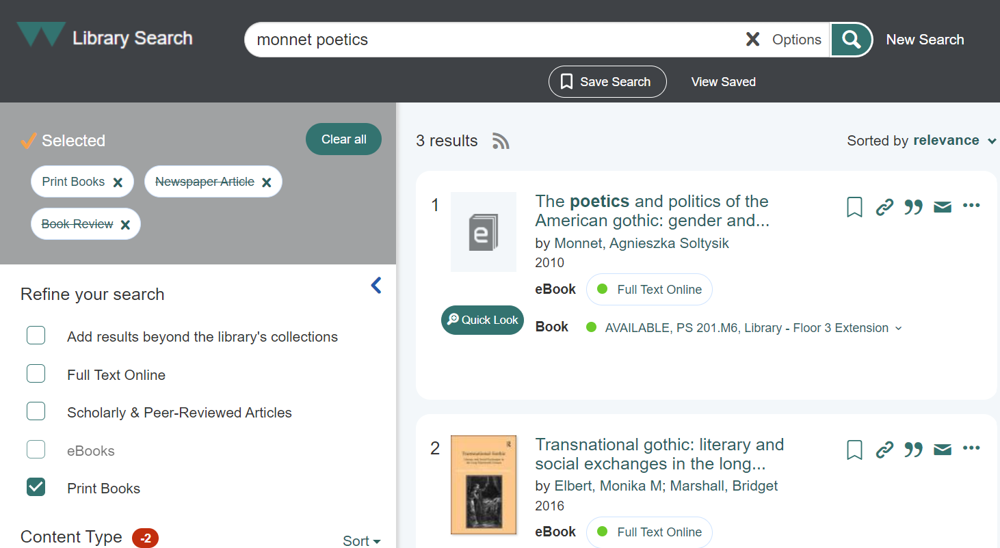 Library Search
monnet poetics
Options
New Search
Save Search
View Saved
Selected
Clear all
Print Books
Newspaper Article
Book Review
Refine your search
Add results beyond the library's collections
Full Text Online
Scholarly & Peer-Reviewed Articles
eBooks
Print Books
Content Type
-2
Sort
3 results
Sorted by relevance
1
The poetics and politics of the
American gothic: gender and...
by Monnet, Agnieszka Soltysik
2010
eBook Full Text Online
Quick Look
Book AVAILABLE, PS 201.M6, Library - Floor 3 Extension
2
Transnational Gothic
Transnational gothic: literary and
social exchanges in the long...
by Elbert, Monika M; Marshall, Bridget
2016
eBook Full Text Online